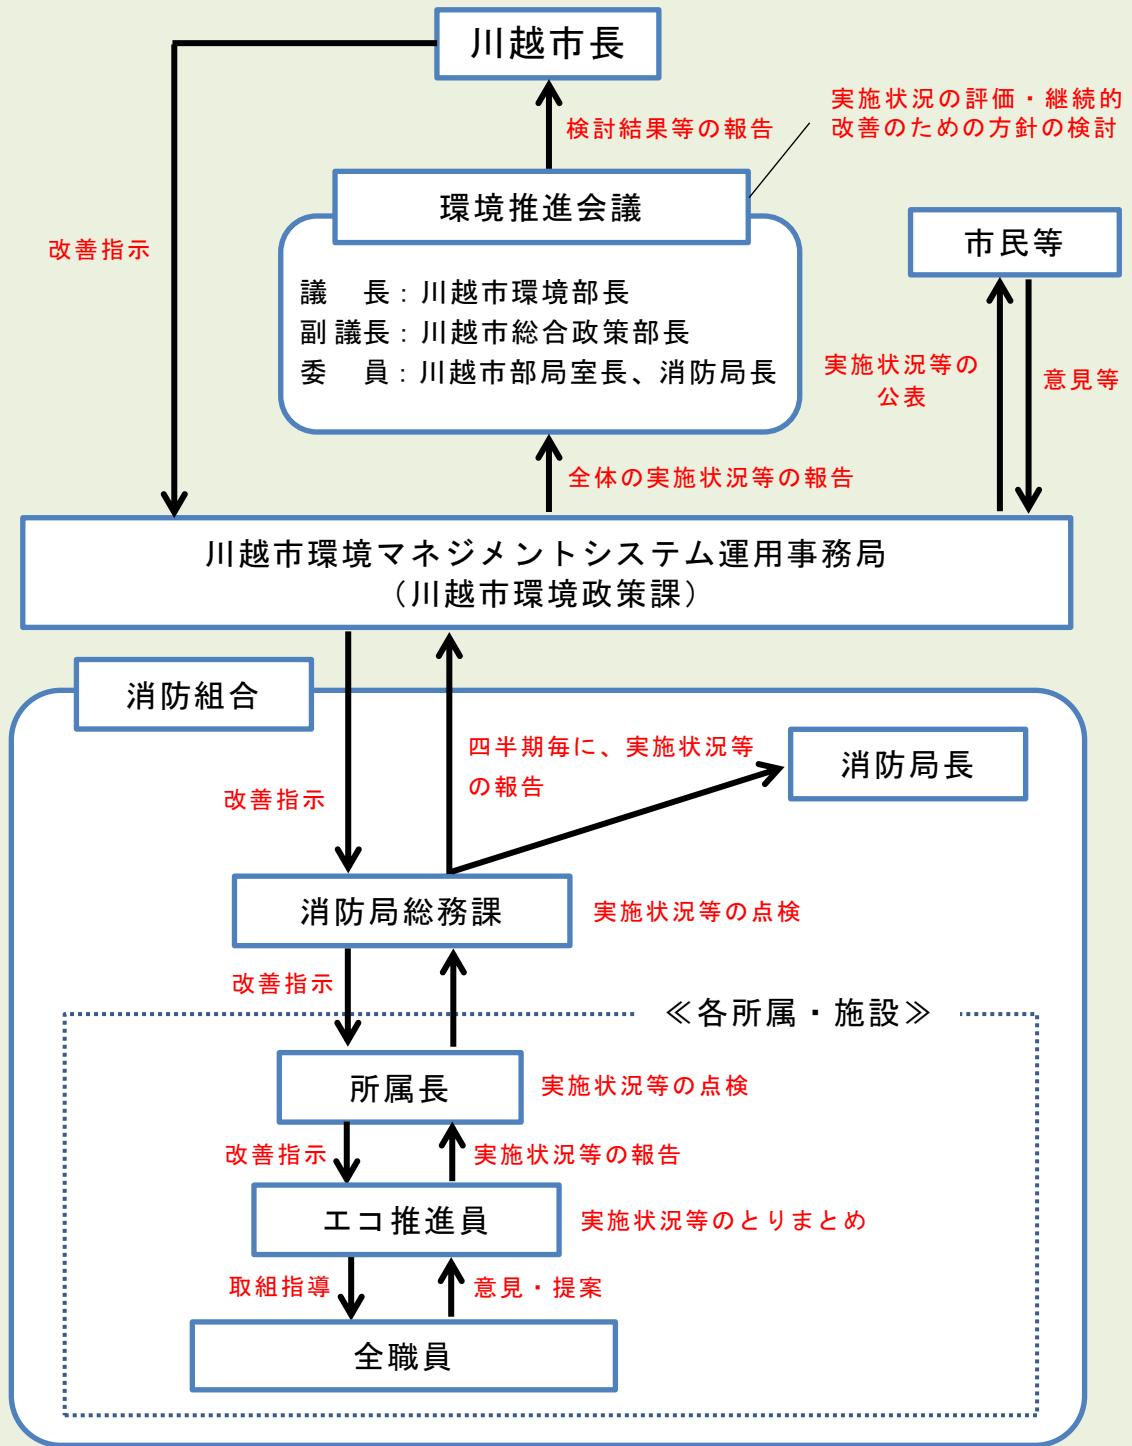 川越市長
検討結果等の報告
実施状況の評価・継続的
改善のための方針の検討
環境推進会議
市民等
改善指示
議　長：川越市環境部長
副議長：川越市総合政策部長
委　員：川越市部局室長、消防局長
実施状況等の
公表
意見等
全体の実施状況等の報告
川越市環境マネジメントシステム運用事務局
（川越市環境政策課）
消防組合
四半期毎に、実施状況等
の報告
消防局長
改善指示
消防局総務課
実施状況等の点検
改善指示
≪各所属・施設≫
所属長
実施状況等の点検
改善指示
実施状況等の報告
エコ推進員
実施状況等のとりまとめ
取組指導
意見・提案
全職員